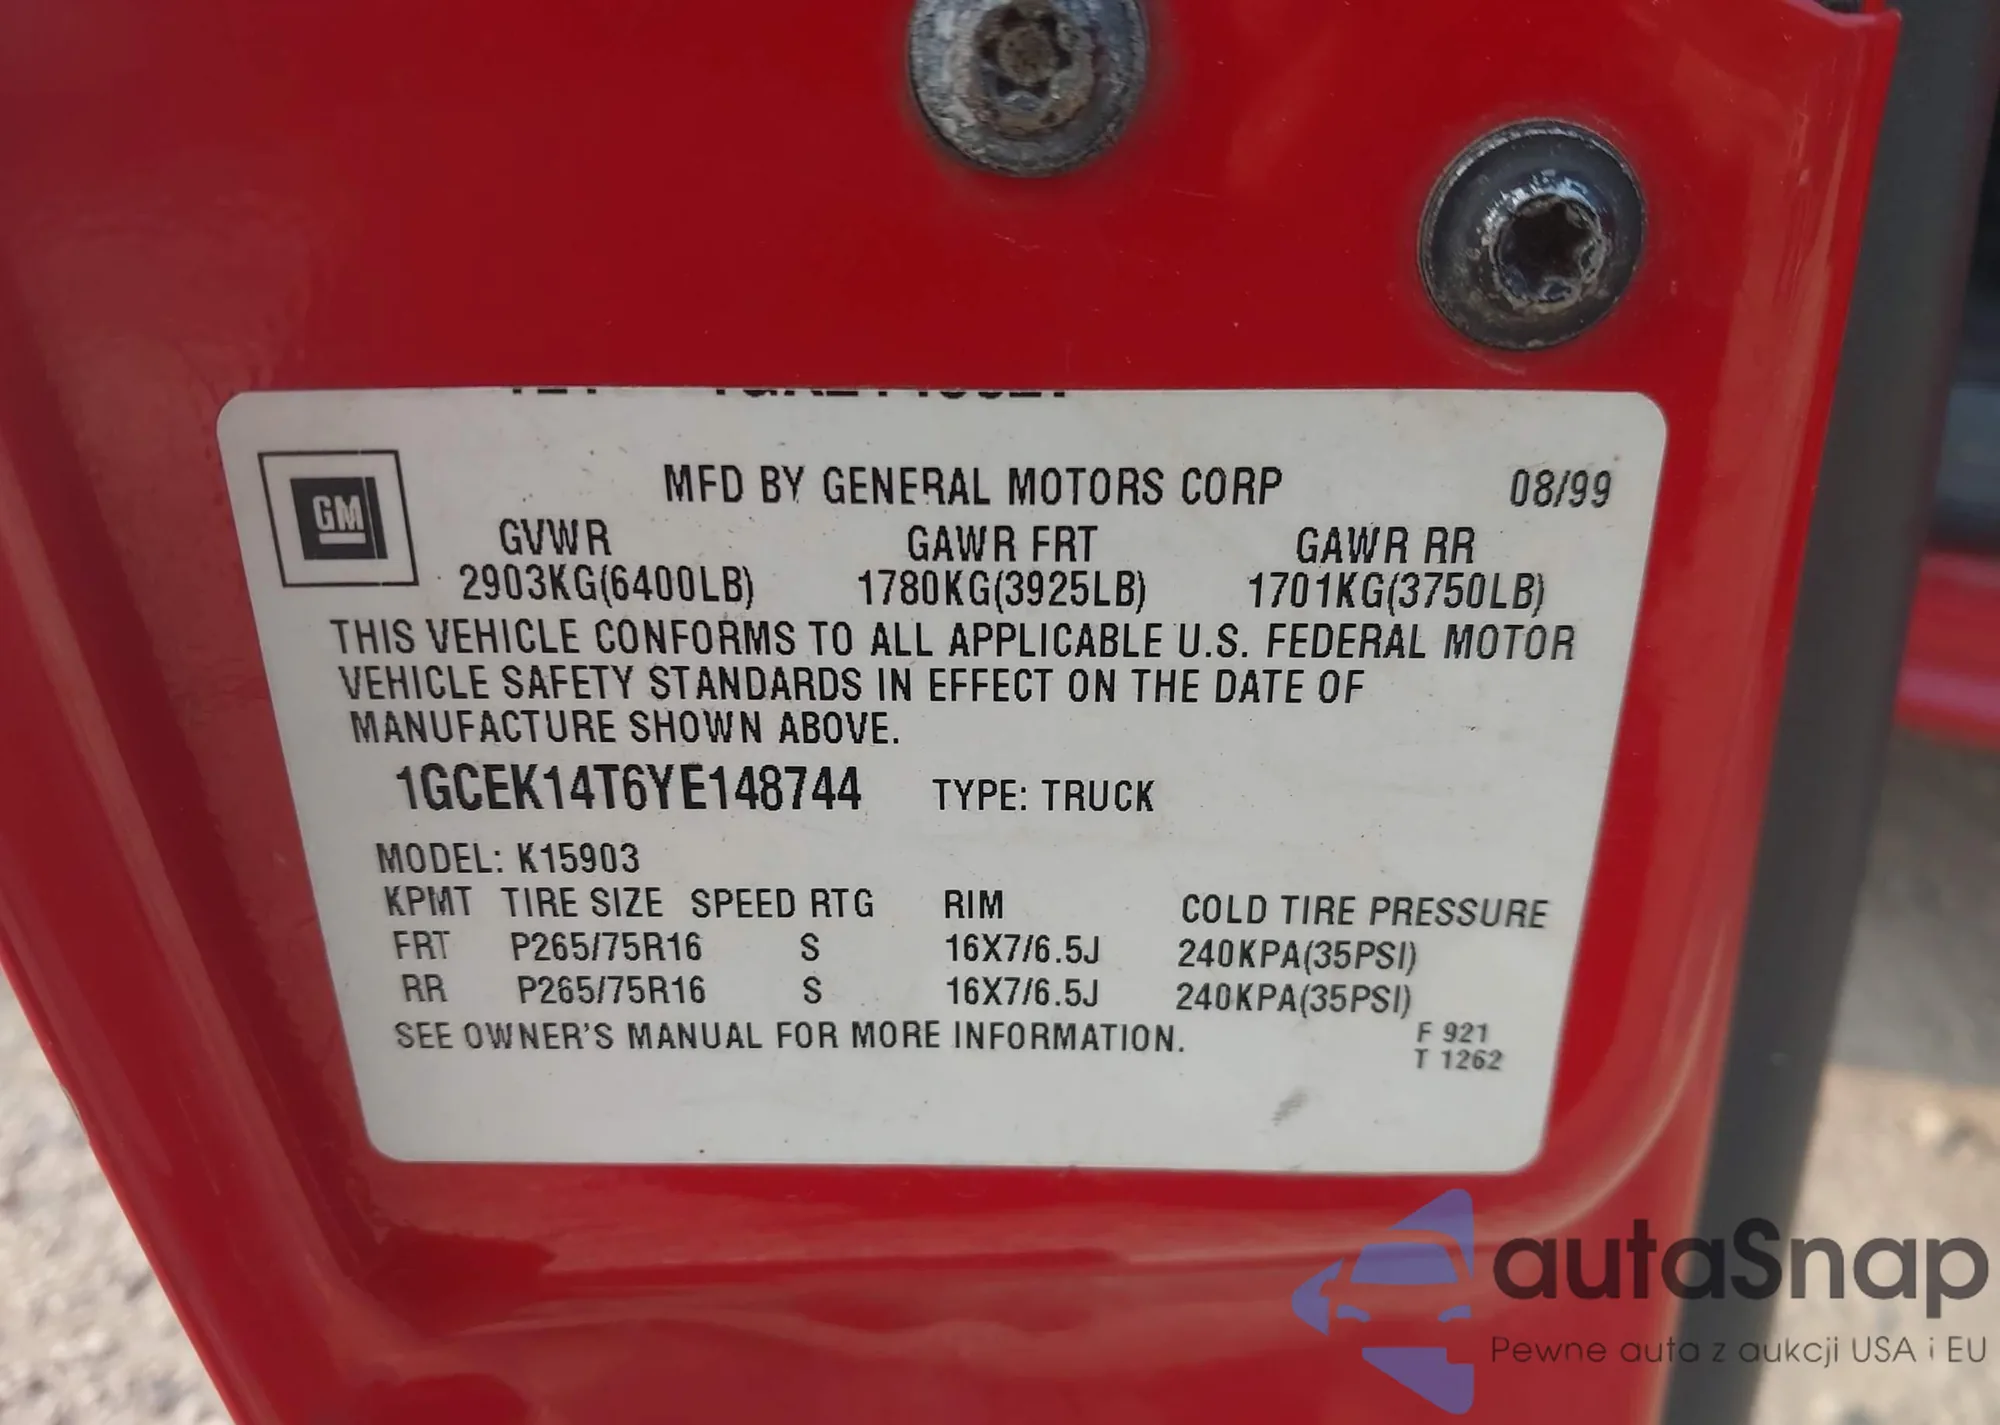 GM
MFD BY GENERAL MOTORS CORP 08/99
GVWR GAWR FRT GAWR RR
2903KG(6400LB) 1780KG(3925LB) 1701KG(3750LB)
THIS VEHICLE CONFORMS TO ALL APPLICABLE U.S. FEDERAL MOTOR
VEHICLE SAFETY STANDARDS IN EFFECT ON THE DATE OF
MANUFACTURE SHOWN ABOVE.
1GCEK14T6YE148744 TYPE: TRUCK
MODEL: K15903
KPMT TIRE SIZE SPEED RTG RIM COLD TIRE PRESSURE
FRT P265/75R16 S 16X7/6.5J 240KPA(35PSI)
RR P265/75R16 S 16X7/6.5J 240KPA(35PSI)
SEE OWNER'S MANUAL FOR MORE INFORMATION.
F 921
T 1262
autaSnap
Pewne auta z aukcji USA i EU